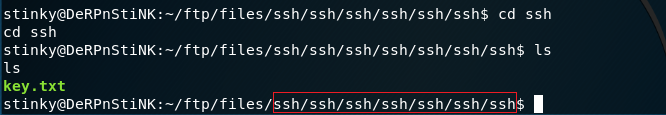 stinky@DeRPnStiNK:~/ftp/files/ssh/ssh/ssh/ssh/ssh/ssh$ cd ssh
cd ssh
stinky@DeRPnStiNK:~/ftp/files/ssh/ssh/ssh/ssh/ssh/ssh/ssh$ ls
ls
key.txt
stinky@DeRPnStiNK:~/ftp/files/ssh/ssh/ssh/ssh/ssh/ssh/ssh$